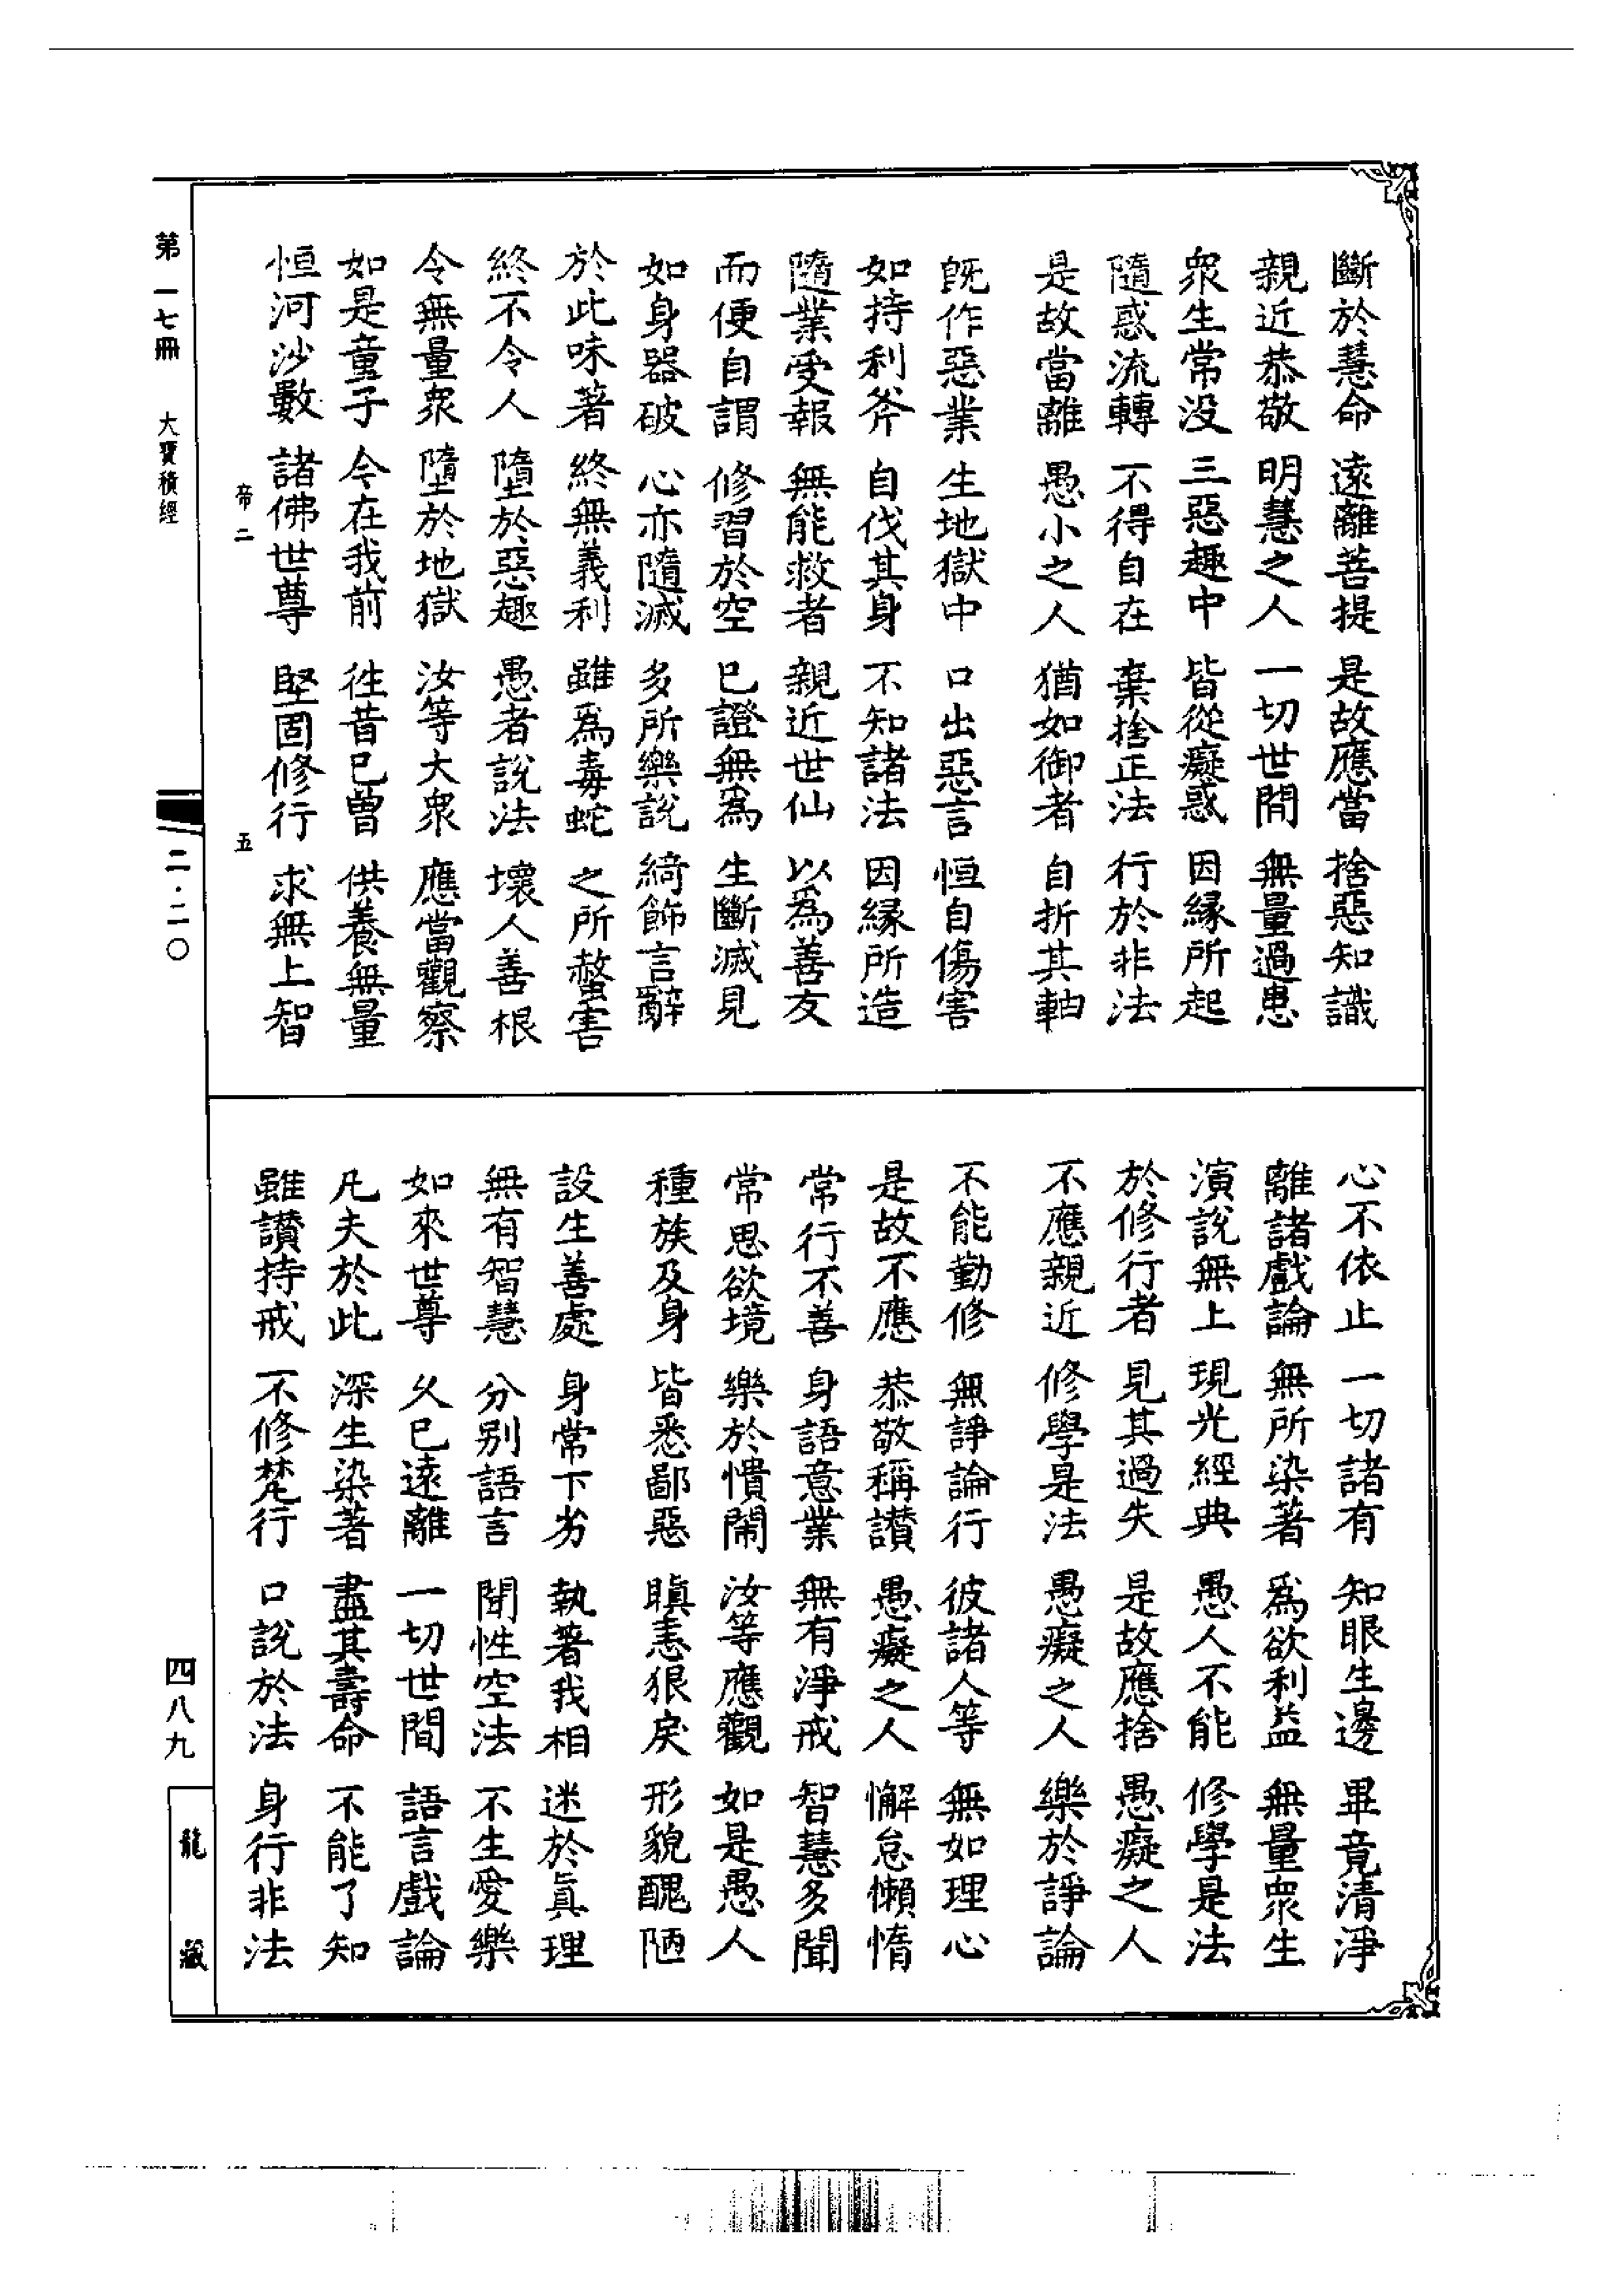 斷於慧命 遠離菩提 是故應當 捨惡知識
親近恭敬 明慧之人 一切世間 無量過患
衆生常没 三惡趣中 皆從癡惑 因緣所起
隨惑流轉 不得自在 棄捨正法 行於非法
是故當離 愚小之人 猶如御者 自折其軸
既作惡業 生地獄中 口出惡言 恒自傷害
如持利斧 自伐其身 不知諸法 因緣所造
隨業受報 無能救者 親近世仙 以爲善友
而便自謂 修習於空 已證無爲 生斷滅見
如身器破 心亦隨滅 多所樂說 綺飾言辭
於此味著 終無義利 雖爲毒蛇 之所螫害
終不令人 墮於惡趣 愚者說法 壞人善根
令無量衆 墮於地獄 汝等大衆 應當觀察
如是童子 今在我前 往昔已曾 供養無量
恒河沙數 諸佛世尊 堅固修行 求無上智
心不依止 一切諸有 知眼生邊 畢竟清淨
離諸戲論 無所染著 爲欲利益 無量衆生
演說無上 現光經典 愚人不能 修學是法
於修行者 見其過失 是故應捨 愚癡之人
不應親近 修學是法 愚癡之人 樂於諍論
不能勤修 無諍論行 彼諸人等 無如理心
是故不應 恭敬稱讃 愚癡之人 懈怠懶惰
常行不善 身語意業 無有淨戒 智慧多聞
常思欲境 樂於憒閙 汝等應觀 如是愚人
種族及身 皆悉鄙惡 瞋恚狠戾 形貌醜陋
設生善處 身常下劣 執著我相 迷於眞理
無有智慧 分别語言 聞性空法 不生愛樂
如來世尊 久已遠離 一切世間 語言戲論
凡夫於此 深生染著 盡其壽命 不能了知
雖讃持戒 不修梵行 口說於法 身行非法
帝二 五
第一七冊 大寳積經 二·二〇 四八九
龍藏